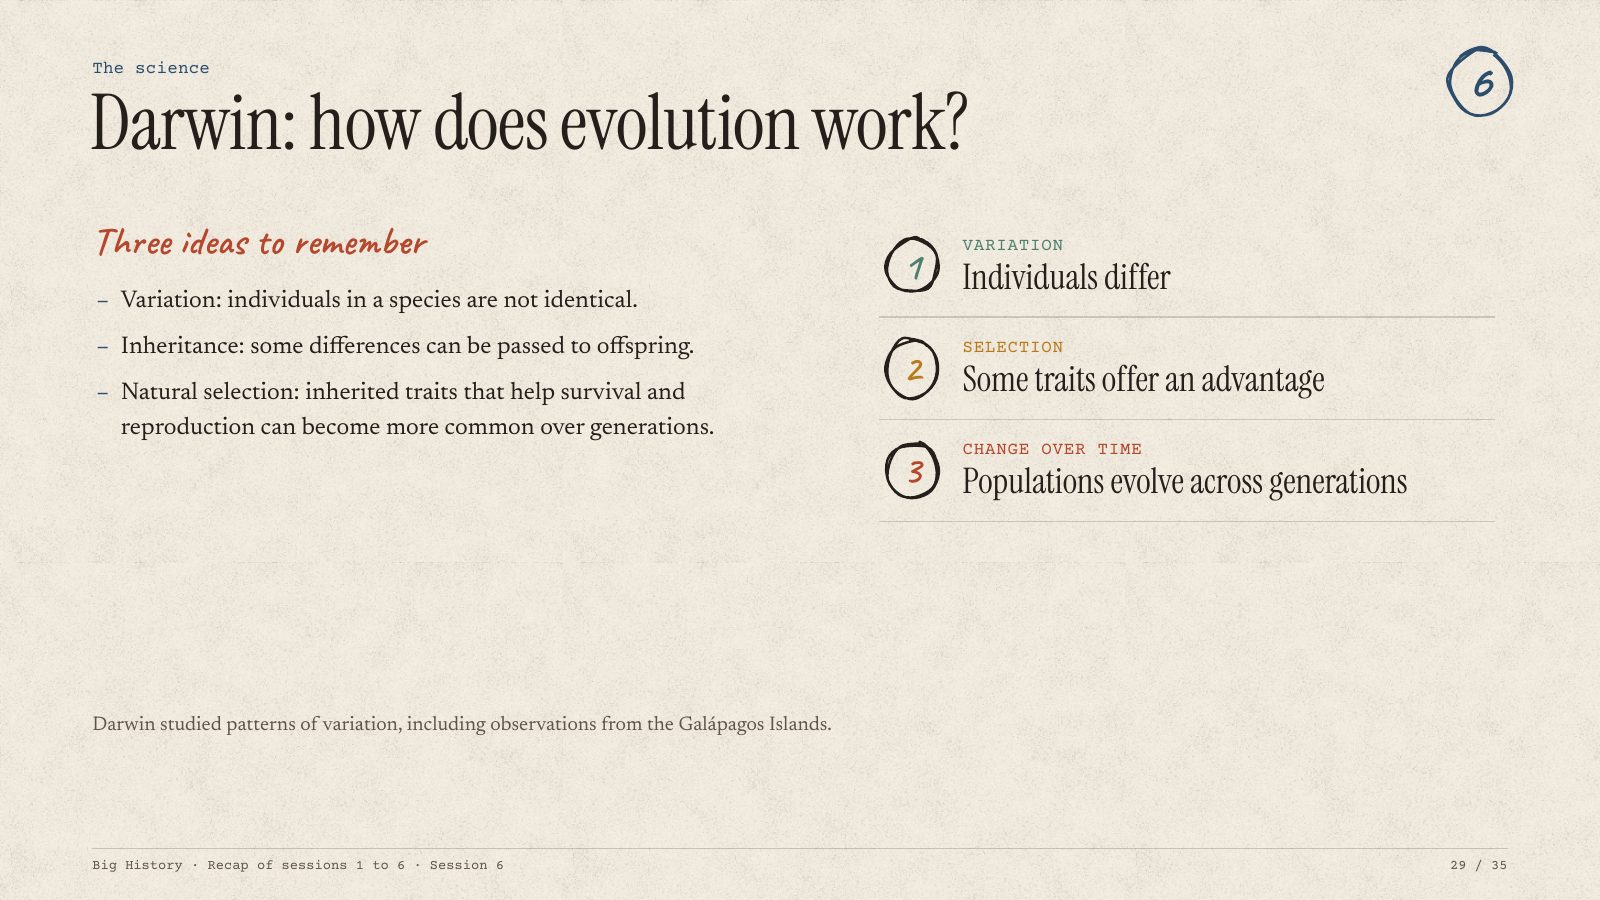 The science
Darwin: how does evolution work?
6
Three ideas to remember
– Variation: individuals in a species are not identical.
– Inheritance: some differences can be passed to offspring.
– Natural selection: inherited traits that help survival and
reproduction can become more common over generations.
1
VARIATION
Individuals differ
2
SELECTION
Some traits offer an advantage
3
CHANGE OVER TIME
Populations evolve across generations
Darwin studied patterns of variation, including observations from the Galápagos Islands.
Big History · Recap of sessions 1 to 6 · Session 6
29 / 35